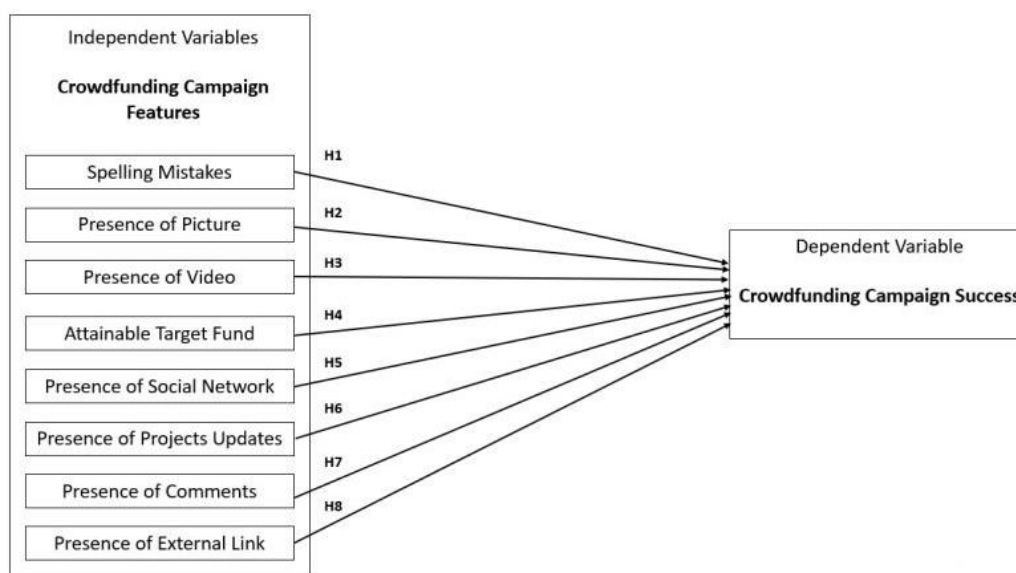 Independent Variables
Crowdfunding Campaign
Features
Spelling Mistakes
Presence of Picture
Presence of Video
Attainable Target Fund
Presence of Social Network
Presence of Projects Updates
Presence of Comments
Presence of External Link
H1
H2
H3
H4
H5
H6
H7
H8
Dependent Variable
Crowdfunding Campaign Success